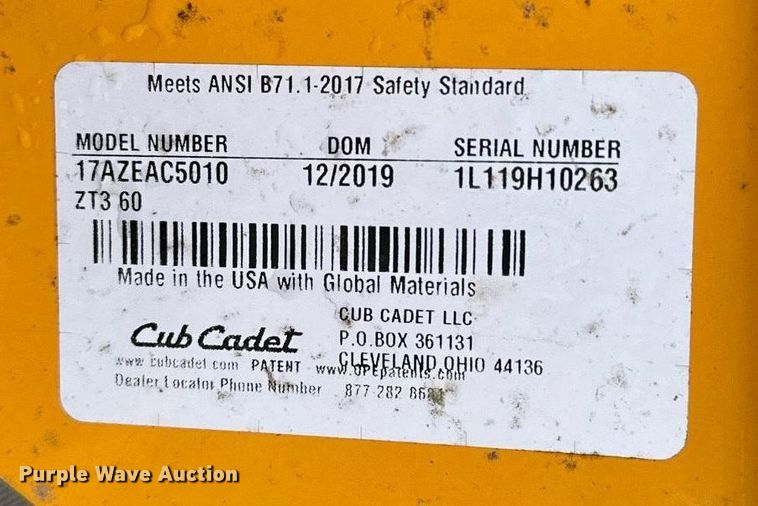 Meets ANSI B71.1-2017 Safety Standard
MODEL NUMBER DOM SERIAL NUMBER
17AZEAC5010 12/2019 1L119H10263
ZT3 60
Made in the USA with Global Materials
Cub Cadet
CUB CADET LLC
P.O.BOX 361131
CLEVELAND,OHIO 44136
www.cubcadet.com PATENT www.OPEpatents.com
Dealer Locator Phone Number 877 282
Purple Wave Auction